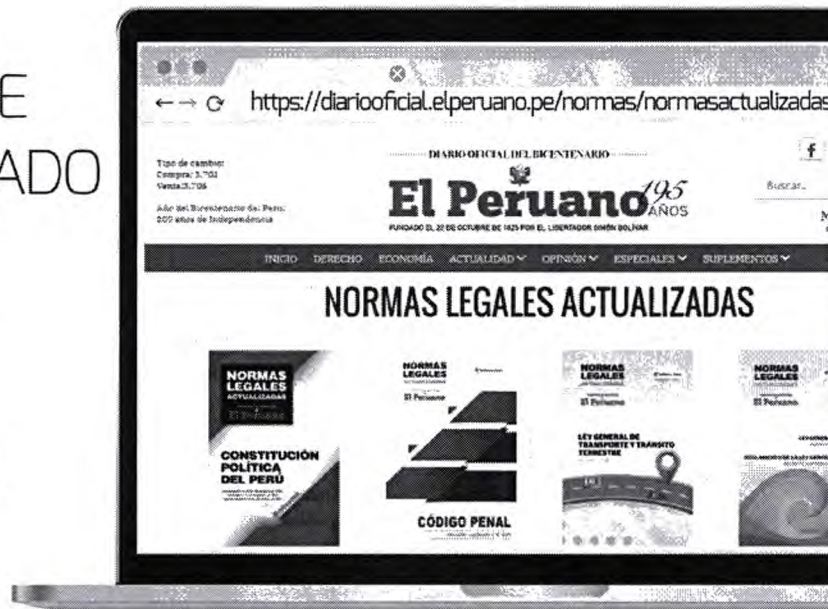 E
ADO
https://diariooficial.elperuano.pe/normas/normasactualizadas
Tipo de cambio:
Compra: 3.702
Venta: 3.705
Año del Bicentenario del Perú:
200 años de Independencia
DIARIO OFICIAL DEL BICENTENARIO
El Peruano
195
AÑOS
FUNDADO EL 22 DE OCTUBRE DE 1825 POR EL LIBERTADOR SIMÓN BOLÍVAR
f
Buscar..
INICIO DERECHO ECONOMÍA ACTUALIDAD OPINIÓN ESPECIALES SUPLEMENTOS
NORMAS LEGALES ACTUALIZADAS
NORMAS
LEGALES
ACTUALIZADAS
El Peruano
CONSTITUCIÓN
POLÍTICA
DEL PERÚ
NORMAS
LEGALES
El Peruano
CÓDIGO PENAL
NORMAS
LEGALES
El Peruano
LEY GENERAL DE
TRANSPORTE Y TRÁNSITO
TERRESTRE
NORMAS
LEGALES
El Peruano